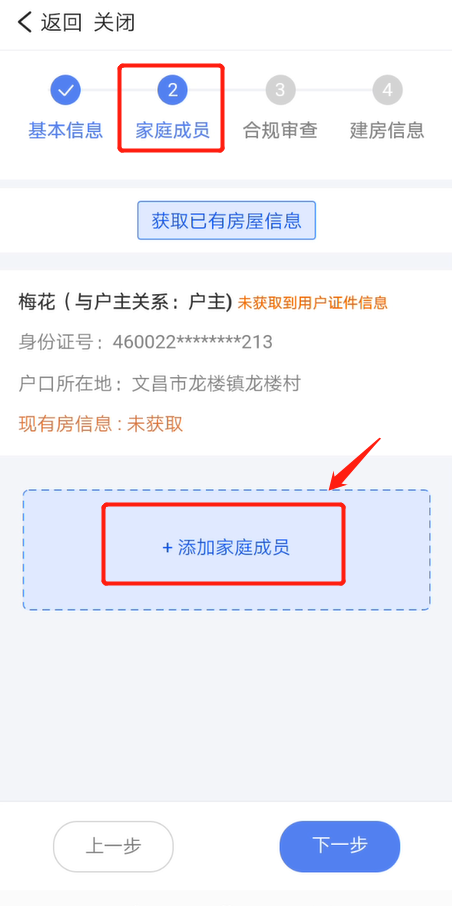 返回 关闭
2 3 4
基本信息 家庭成员 合规审查 建房信息
获取已有房屋信息
梅花（与户主关系：户主) 未获取到用户证件信息
身份证号：460022********213
户口所在地：文昌市龙楼镇龙楼村
现有房信息 : 未获取
+ 添加家庭成员
上一步 下一步